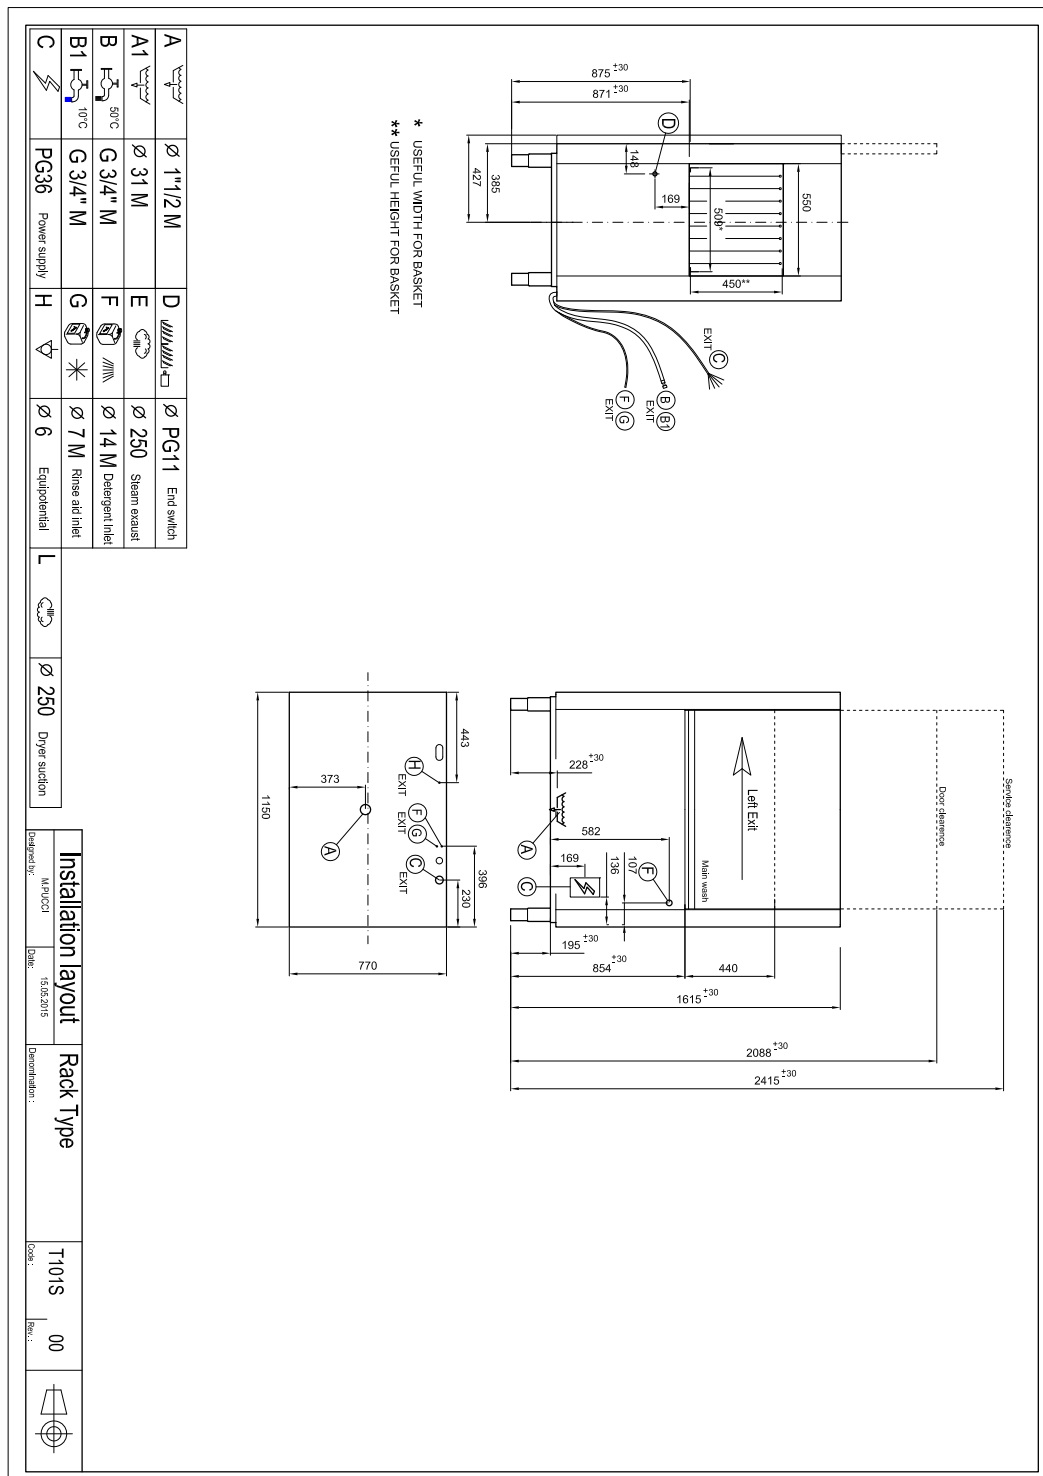 875 ±30
871 ±30
D
148
169
427
385
509*
550
450**
C
EXIT
B B1
EXIT
F G
EXIT
* USEFUL WIDTH FOR BASKET
** USEFUL HEIGHT FOR BASKET
Service clearence
Door clearence
Left Exit
Main wash
228 ±30
A
582
169
C
136
107
F
195 ±30
854 ±30
440
1615 ±30
2088 ±30
2415 ±30
443
H
EXIT
F G
EXIT
C
EXIT
373
A
1150
396
230
770
A Ø 1"1/2 M D Ø PG11 End switch
A1 Ø 31 M E Ø 250 Steam exaust
B 50°C G 3/4" M F Ø 14 M Detergent Inlet
B1 10°C G 3/4" M G Ø 7 M Rinse aid inlet
C PG36 Power supply H Ø 6 Equipotential L Ø 250 Dryer suction
Installation layout
Designed by: M.PUCCI
Date: 15.05.2015
Rack Type
Denomination :
T101S
Code :
00
Rev. :